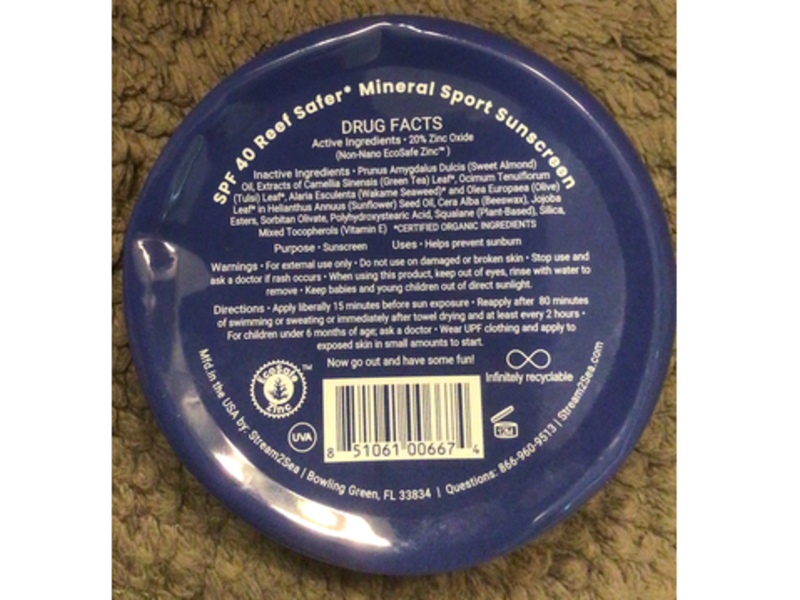 SPF 40 Reef Safer* Mineral Sport Sunscreen
DRUG FACTS
Active Ingredients • 20% Zinc Oxide
(Non-Nano EcoSafe Zinc™)
Inactive Ingredients • Prunus Amygdalus Dulcis (Sweet Almond)
Oil, Extracts of Camellia Sinensis (Green Tea) Leaf*, Ocimum Tenuiflorum
(Tulsi) Leaf*, Alaria Esculenta (Wakame Seaweed)* and Olea Europaea (Olive)
Leaf* in Helianthus Annuus (Sunflower) Seed Oil, Cera Alba (Beeswax), Jojoba
Esters, Sorbitan Olivate, Polyhydroxystearic Acid, Squalane (Plant-Based), Silica,
Mixed Tocopherols (Vitamin E) *CERTIFIED ORGANIC INGREDIENTS
Purpose • Sunscreen Uses • Helps prevent sunburn
Warnings • For external use only • Do not use on damaged or broken skin • Stop use and
ask a doctor if rash occurs • When using this product, keep out of eyes, rinse with water to
remove • Keep babies and young children out of direct sunlight.
Directions • Apply liberally 15 minutes before sun exposure • Reapply after 80 minutes
of swimming or sweating or immediately after towel drying and at least every 2 hours •
For children under 6 months of age; ask a doctor • Wear UPF clothing and apply to
exposed skin in small amounts to start.
Now go out and have some fun!
Infinitely recyclable
EcoSafe
Zinc
TM
UVA
8 51061 00667 4
12M
Mfd.in the USA by: Stream2Sea | Bowling Green, FL 33834 | Questions: 866-960-9513 | Stream2Sea.com